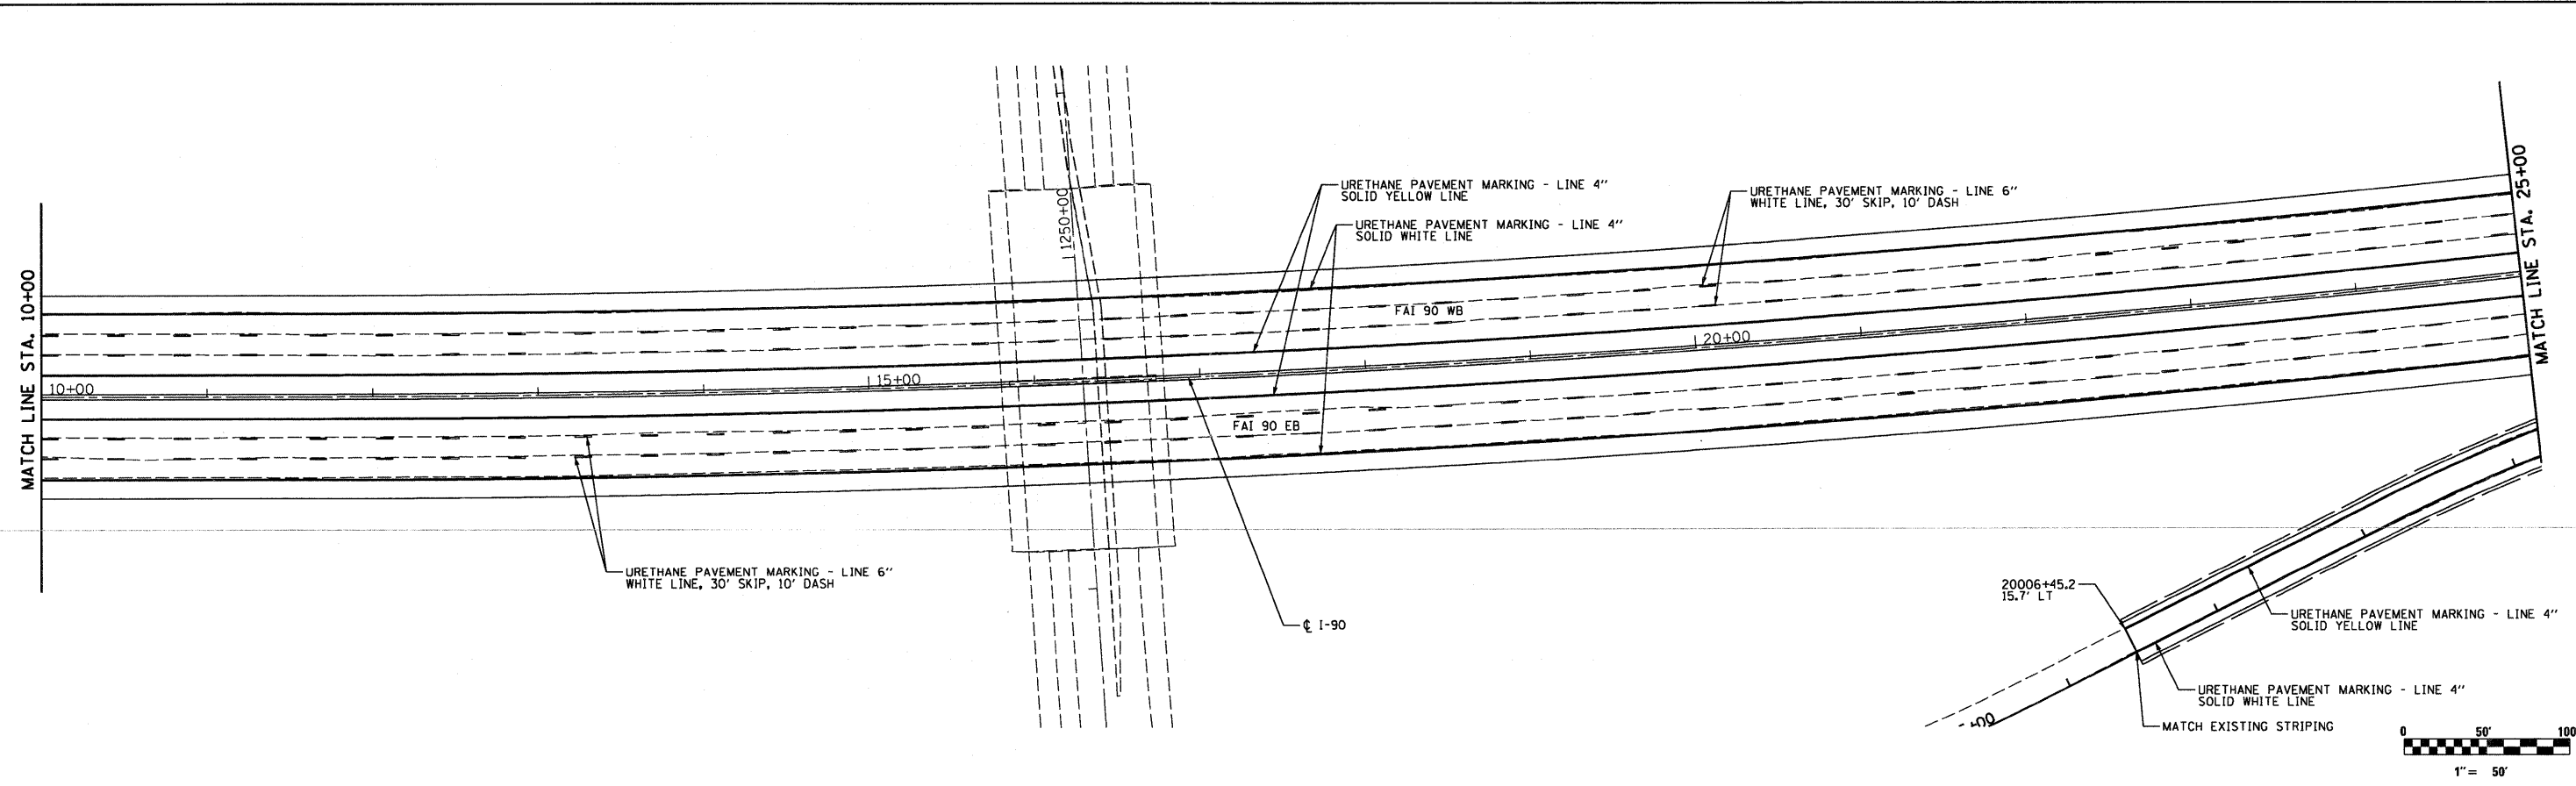 MATCH LINE STA. 10+00
10+00
15+00
1250+00
URETHANE PAVEMENT MARKING - LINE 4"
SOLID YELLOW LINE
URETHANE PAVEMENT MARKING - LINE 4"
SOLID WHITE LINE
URETHANE PAVEMENT MARKING - LINE 6"
WHITE LINE, 30' SKIP, 10' DASH
FAI 90 WB
20+00
FAI 90 EB
MATCH LINE STA. 25+00
URETHANE PAVEMENT MARKING - LINE 6"
WHITE LINE, 30' SKIP, 10' DASH
℄ I-90
20006+45.2
15.7' LT
URETHANE PAVEMENT MARKING - LINE 4"
SOLID YELLOW LINE
URETHANE PAVEMENT MARKING - LINE 4"
SOLID WHITE LINE
MATCH EXISTING STRIPING
0 50' 100
1" = 50'